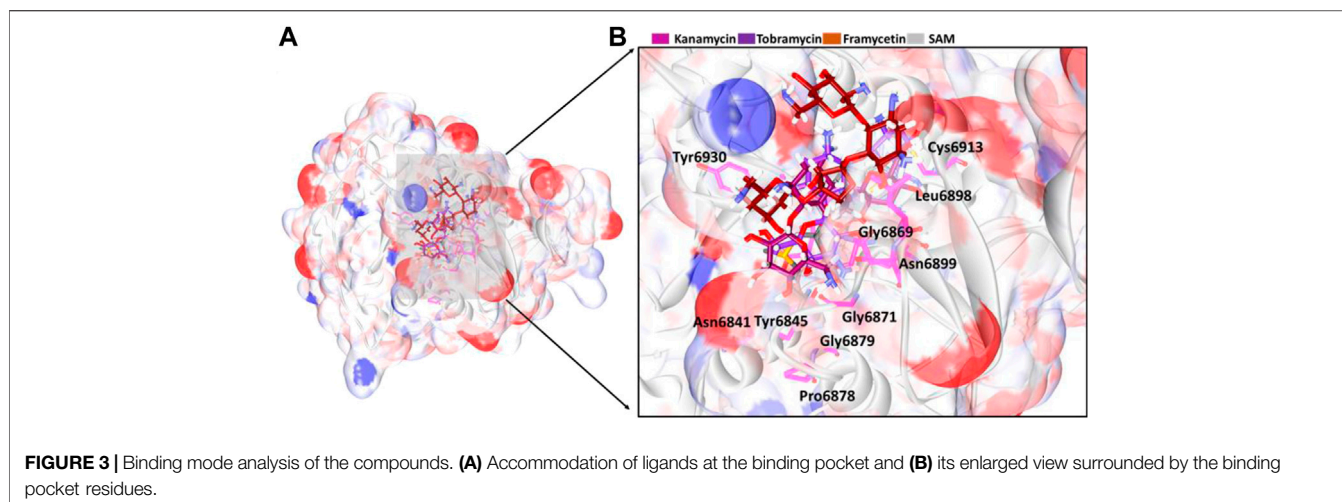 A
B
Kanamycin Tobramycin Framycetin SAM
Tyr6930
Cys6913
Leu6898
Gly6869
Asn6899
Asn6841
Tyr6845
Gly6871
Gly6879
Pro6878
FIGURE 3 | Binding mode analysis of the compounds. (A) Accommodation of ligands at the binding pocket and (B) its enlarged view surrounded by the binding
pocket residues.